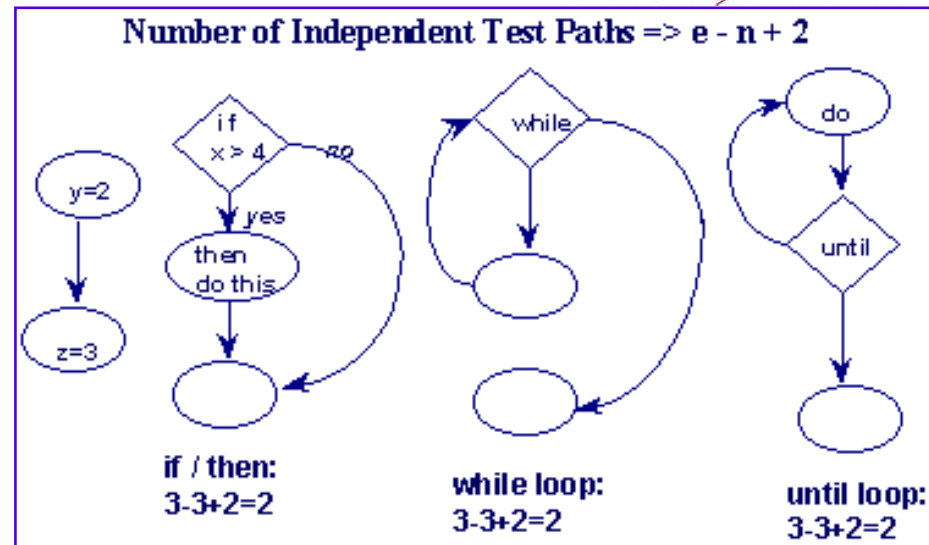 Number of Independent Test Paths => e - n + 2
y=2
z=3
if
x > 4
no
yes
then
do this
if / then:
3-3+2=2
while
while loop:
3-3+2=2
do
until
until loop:
3-3+2=2